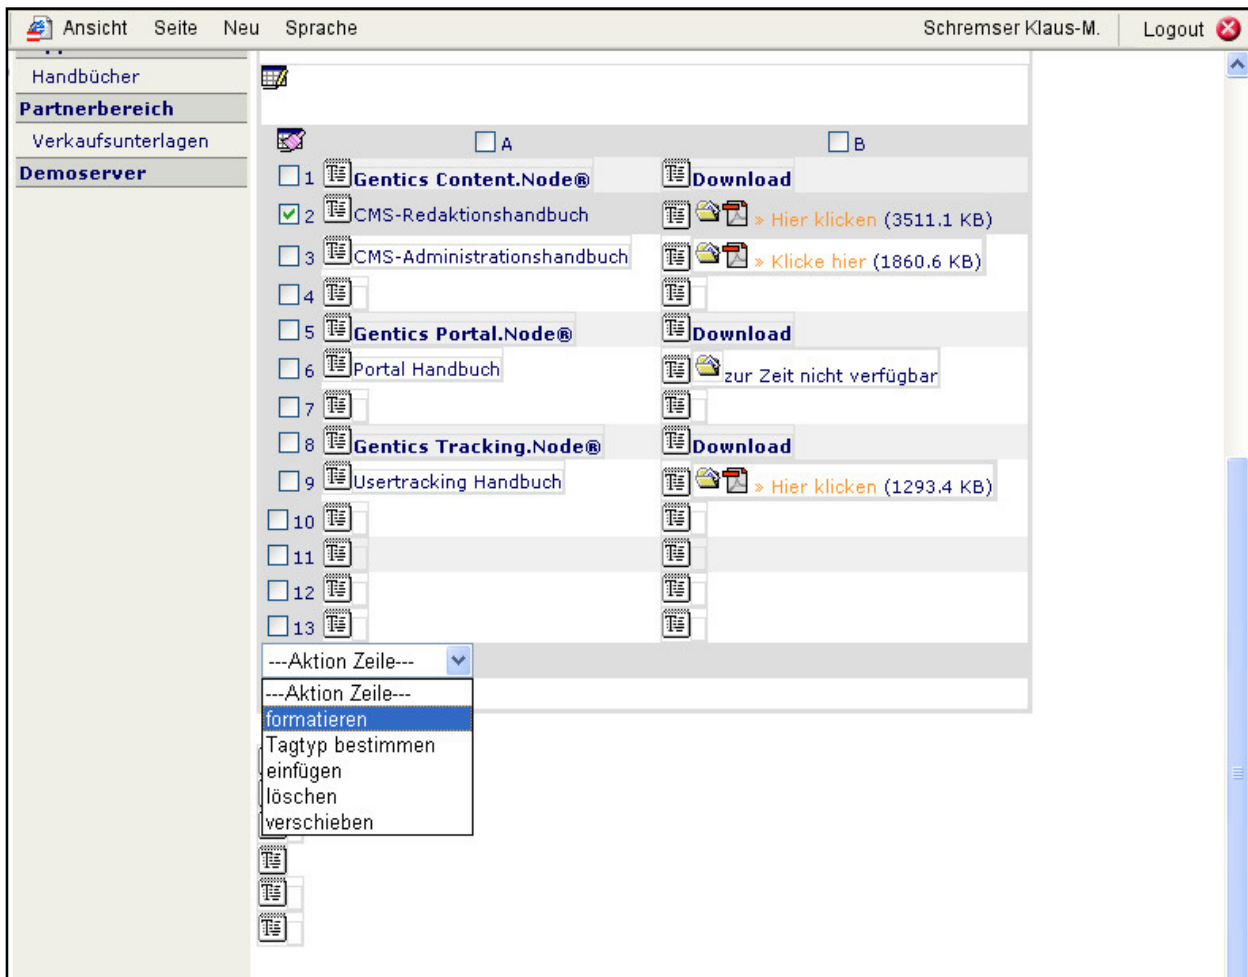 Ansicht Seite Neu Sprache Schremser Klaus-M. Logout
Handbücher
Partnerbereich
Verkaufsunterlagen
Demoserver
A B
1 Gentics Content.Node® Download
2 CMS-Redaktionshandbuch » Hier klicken (3511.1 KB)
3 CMS-Administrationshandbuch » Klicke hier (1860.6 KB)
4
5 Gentics Portal.Node® Download
6 Portal Handbuch zur Zeit nicht verfügbar
7
8 Gentics Tracking.Node® Download
9 Usertracking Handbuch » Hier klicken (1293.4 KB)
10
11
12
13
---Aktion Zeile---
---Aktion Zeile---
formatieren
Tagtyp bestimmen
einfügen
löschen
verschieben